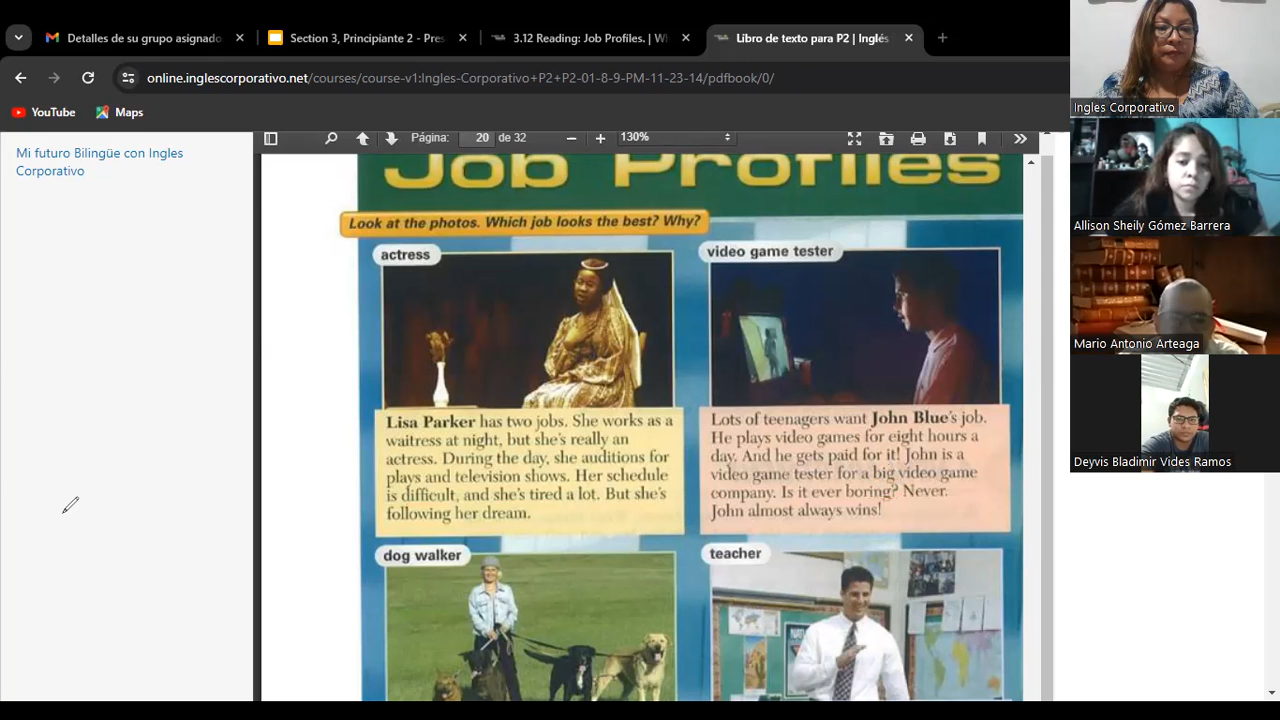 Detalles de su grupo asignado
Section 3, Principiante 2 - Pres
3.12 Reading: Job Profiles. | W
Libro de texto para P2 | Inglés
online.inglescorporativo.net/courses/course-v1:Ingles-Corporativo+P2+P2-01-8-9-PM-11-23-14/pdfbook/0/
YouTube
Maps
Mi futuro Bilingüe con Ingles
Corporativo
Página: 20 de 32
130%
Job Profiles
Look at the photos. Which job looks the best? Why?
actress
Lisa Parker has two jobs. She works as a
waitress at night, but she's really an
actress. During the day, she auditions for
plays and television shows. Her schedule
is difficult, and she's tired a lot. But she's
following her dream.
video game tester
Lots of teenagers want John Blue's job.
He plays video games for eight hours a
day. And he gets paid for it! John is a
video game tester for a big video game
company. Is it ever boring? Never.
John almost always wins!
dog walker
teacher
Ingles Corporativo
Allison Sheily Gómez Barrera
Mario Antonio Arteaga
Deyvis Bladimir Vides Ramos